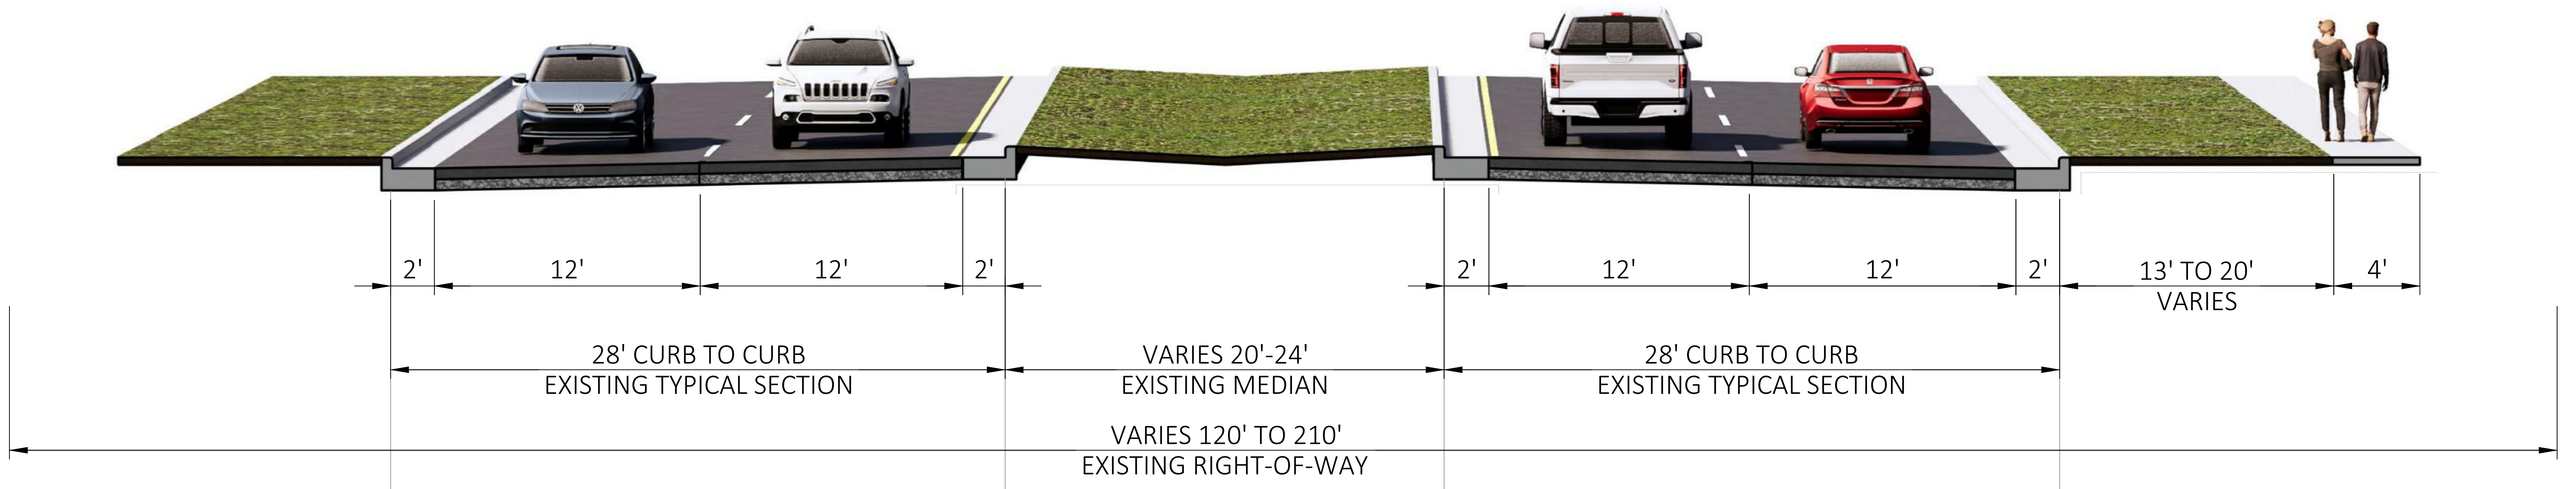 2'
12'
12'
2'
2'
12'
12'
2'
13' TO 20'
VARIES
4'
28' CURB TO CURB
EXISTING TYPICAL SECTION
VARIES 20'-24'
EXISTING MEDIAN
28' CURB TO CURB
EXISTING TYPICAL SECTION
VARIES 120' TO 210'
EXISTING RIGHT-OF-WAY